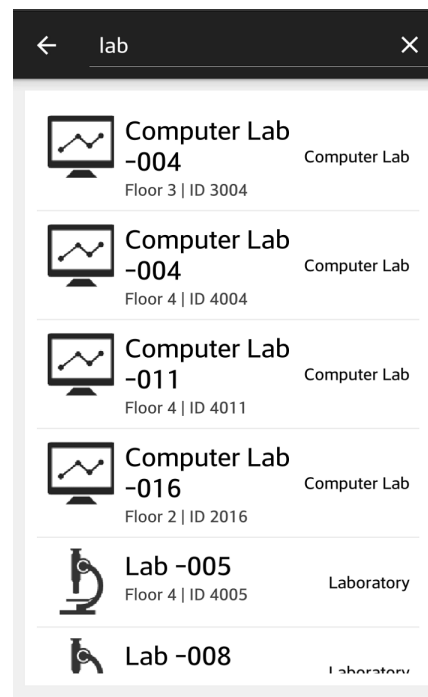 lab
Computer Lab
-004
Computer Lab
Floor 3 | ID 3004
Computer Lab
-004
Computer Lab
Floor 4 | ID 4004
Computer Lab
-011
Computer Lab
Floor 4 | ID 4011
Computer Lab
-016
Computer Lab
Floor 2 | ID 2016
Lab -005
Laboratory
Floor 4 | ID 4005
Lab -008
Laboratory